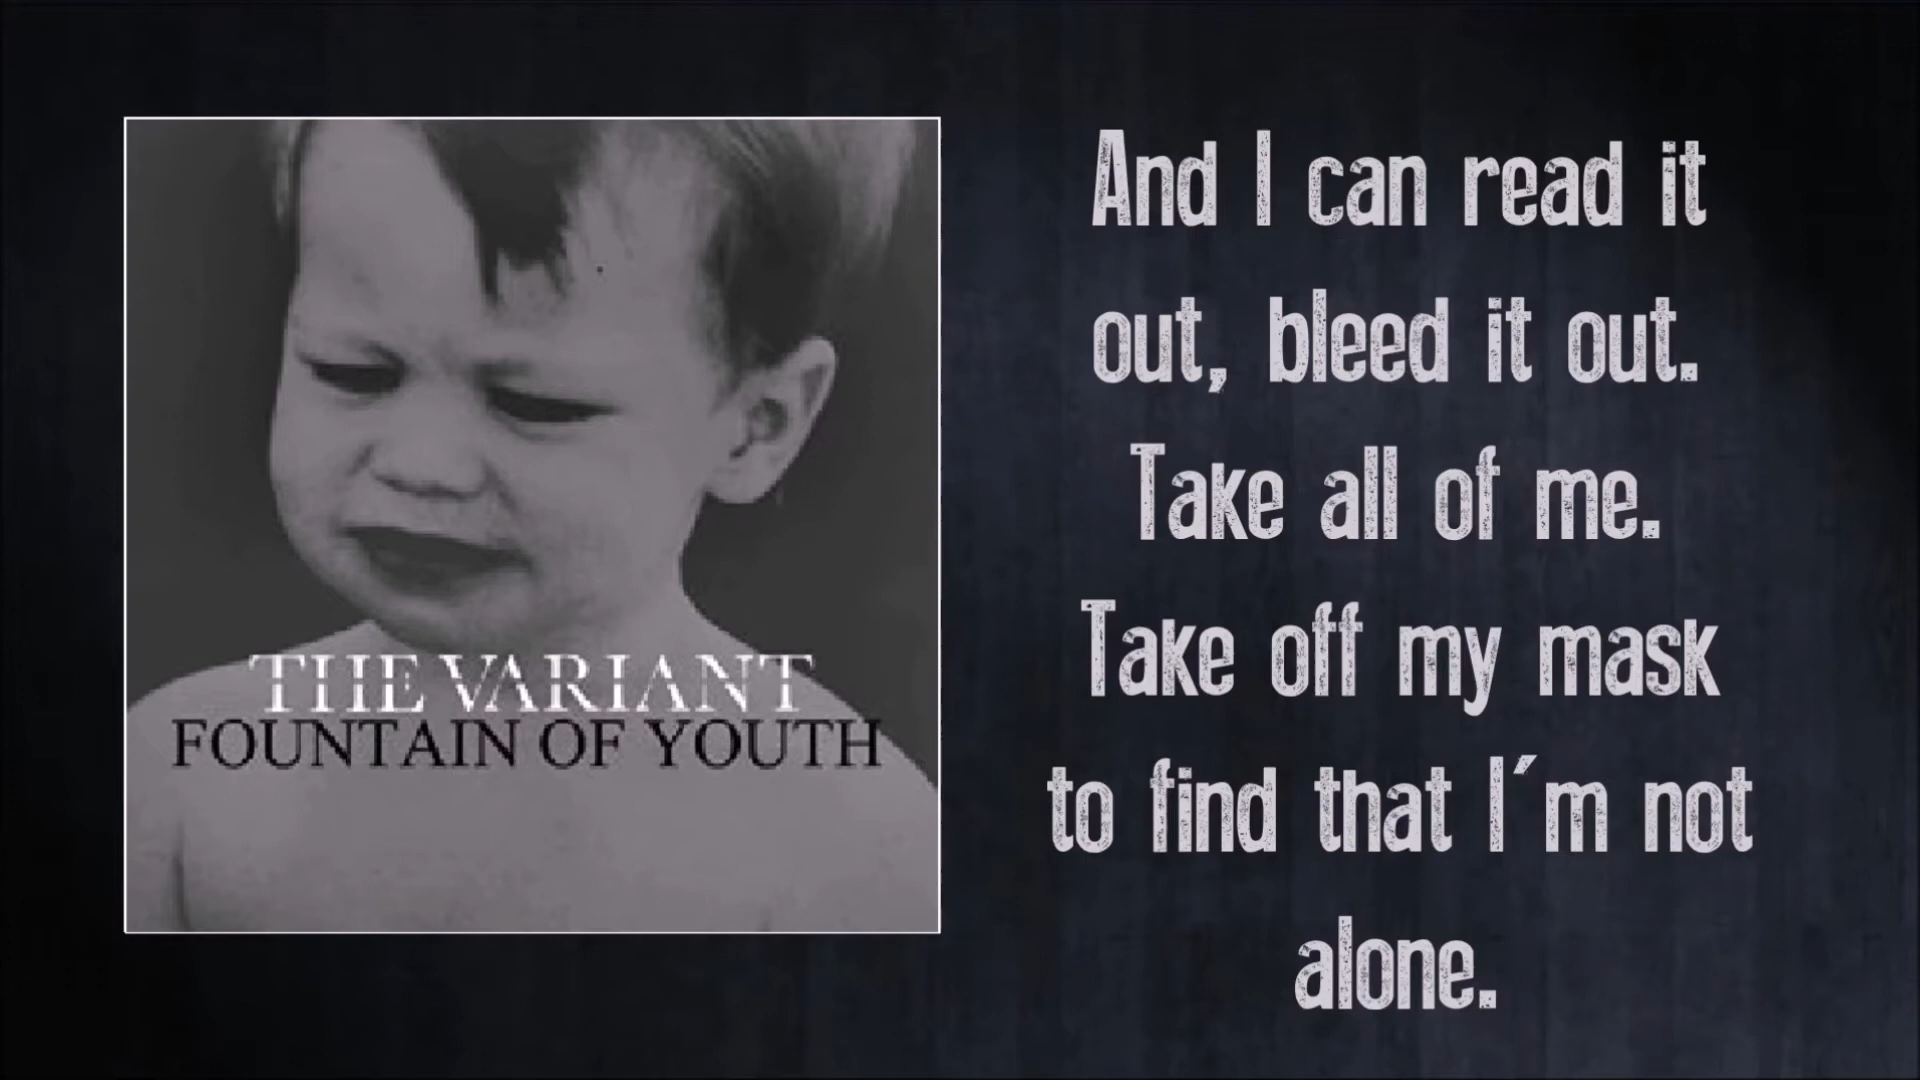 THE VARIANT
FOUNTAIN OF YOUTH
And I can read it
out, bleed it out.
Take all of me.
Take off my mask
to find that I´m not
alone.